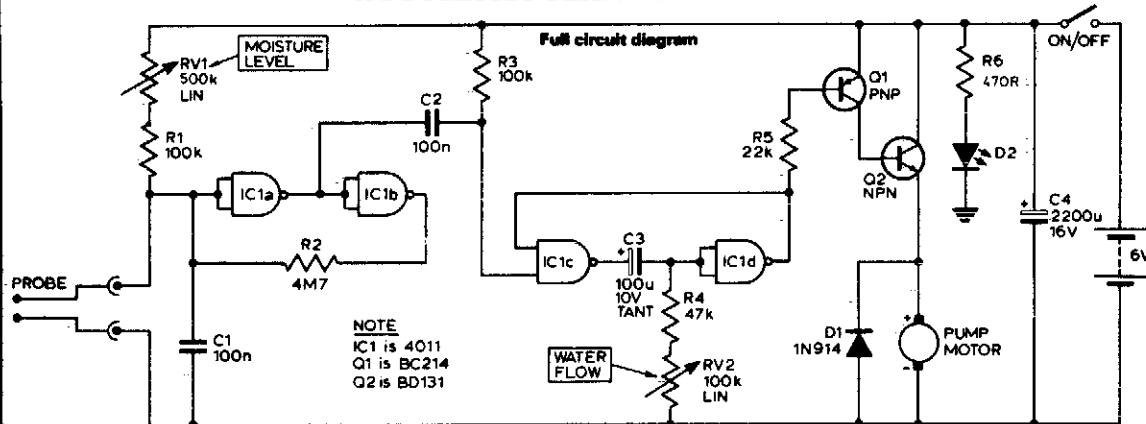 Full circuit diagram
MOISTURE
LEVEL
RV1
500k
LIN
R1
100k
R3
100k
C2
100n
IC1a
IC1b
R2
4M7
PROBE
C1
100n
NOTE
IC1 is 4011
Q1 is BC214
Q2 is BD131
IC1c
+
C3
100u
10V
TANT
IC1d
R4
47k
WATER
FLOW
RV2
100k
LIN
R5
22k
Q1
PNP
Q2
NPN
R6
470R
D2
D1
1N914
+
PUMP
MOTOR
-
ON/OFF
+
C4
2200u
16V
6V